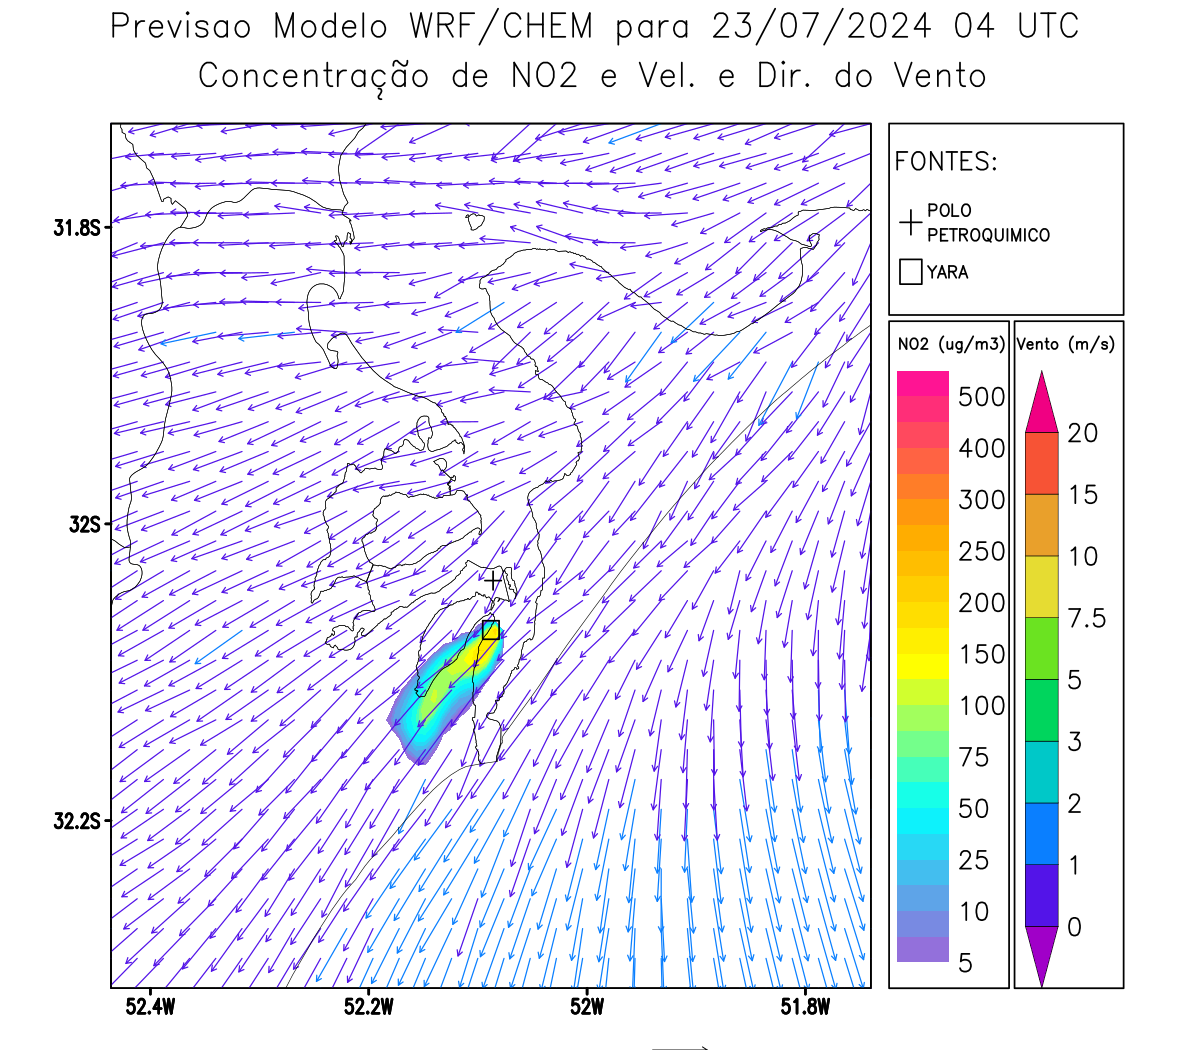 Previsao Modelo WRF/CHEM para 23/07/2024 04 UTC
Concentração de NO2 e Vel. e Dir. do Vento
FONTES:
POLO
PETROQUIMICO
YARA
31.8S
32S
32.2S
52.4W
52.2W
52W
51.8W
NO2 (ug/m3)
500
400
300
250
200
150
100
75
50
25
10
5
Vento (m/s)
20
15
10
7.5
5
3
2
1
0